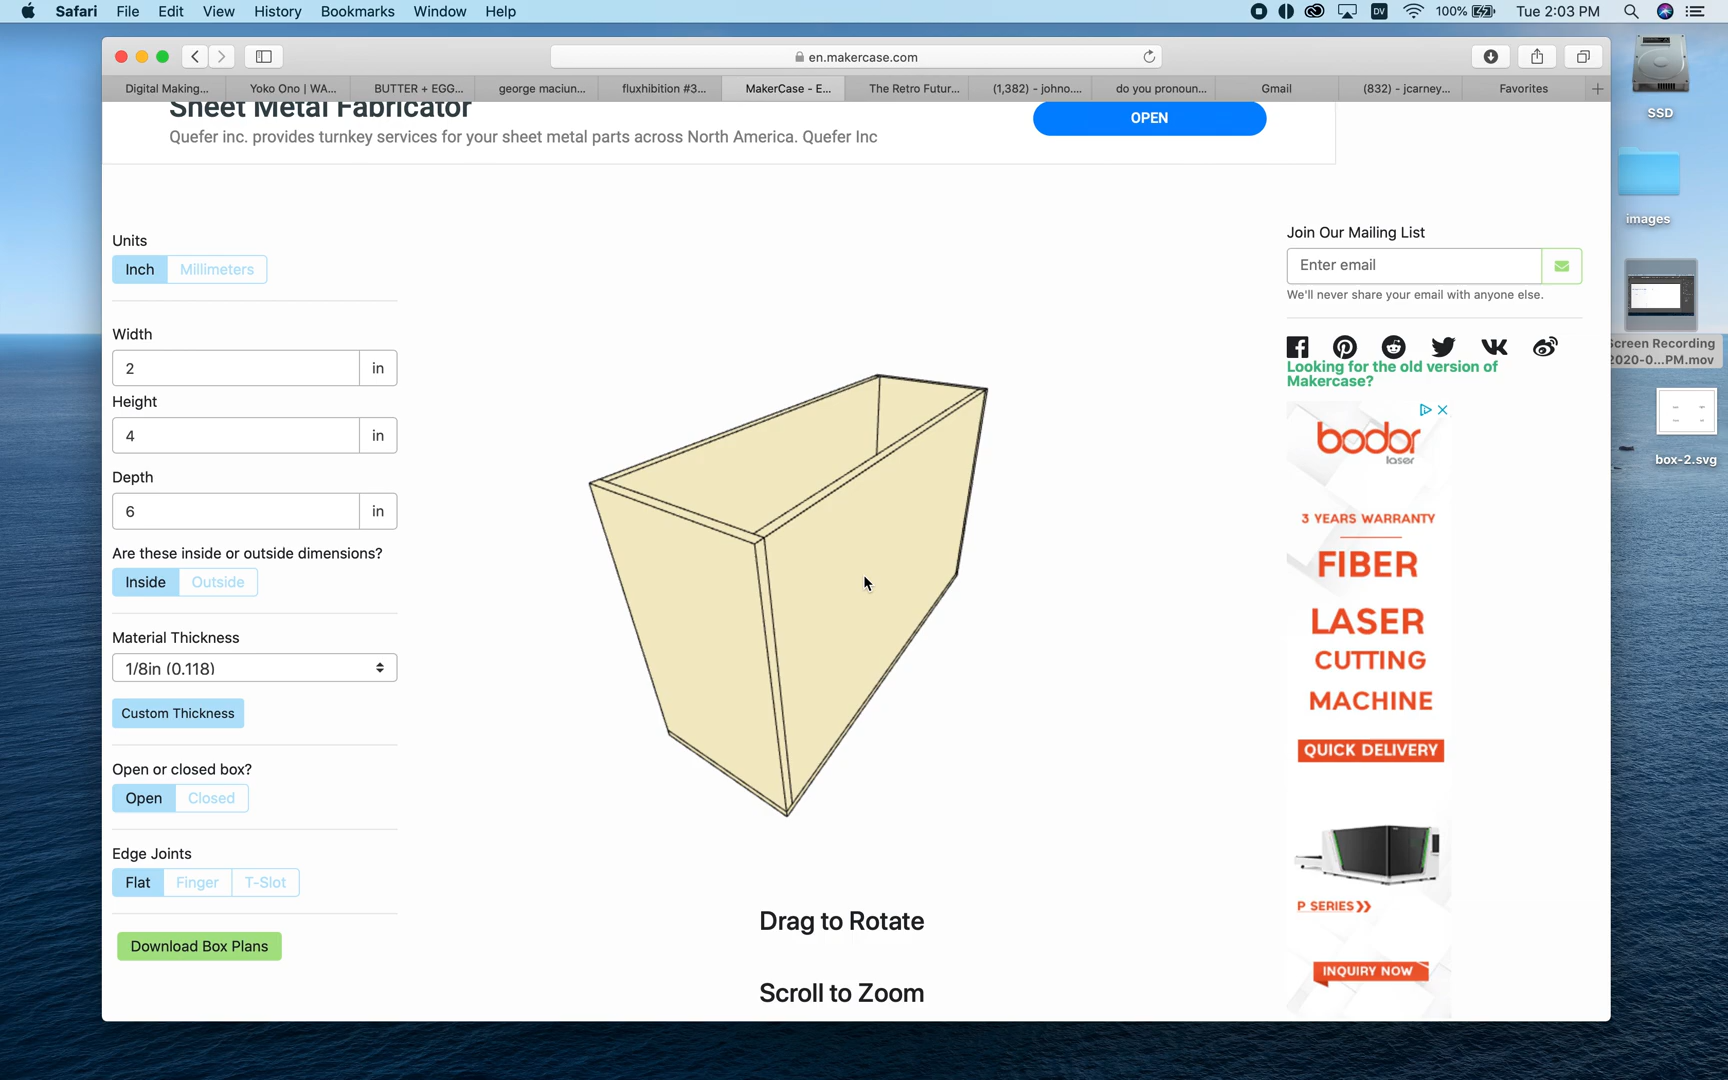 Safari File Edit View History Bookmarks Window Help
DV 100% Tue 2:03 PM
en.makercase.com
Digital Making... Yoko Ono | WA... BUTTER + EGG... george maciun... fluxhibition #3... MakerCase - E... The Retro Futur... (1,382) - johno.... do you pronoun... Gmail (832) - jcarney... Favorites
Sheet Metal Fabricator
Quefer inc. provides turnkey services for your sheet metal parts across North America. Quefer Inc
OPEN
Units
Inch Millimeters
Width
2 in
Height
4 in
Depth
6 in
Are these inside or outside dimensions?
Inside Outside
Material Thickness
1/8in (0.118)
Custom Thickness
Open or closed box?
Open Closed
Edge Joints
Flat Finger T-Slot
Download Box Plans
Drag to Rotate
Scroll to Zoom
Join Our Mailing List
Enter email
We'll never share your email with anyone else.
Looking for the old version of
Makercase?
bodor
laser
3 YEARS WARRANTY
FIBER
LASER
CUTTING
MACHINE
QUICK DELIVERY
P SERIES
INQUIRY NOW
SSD
images
Screen Recording
2020-0...PM.mov
box-2.svg